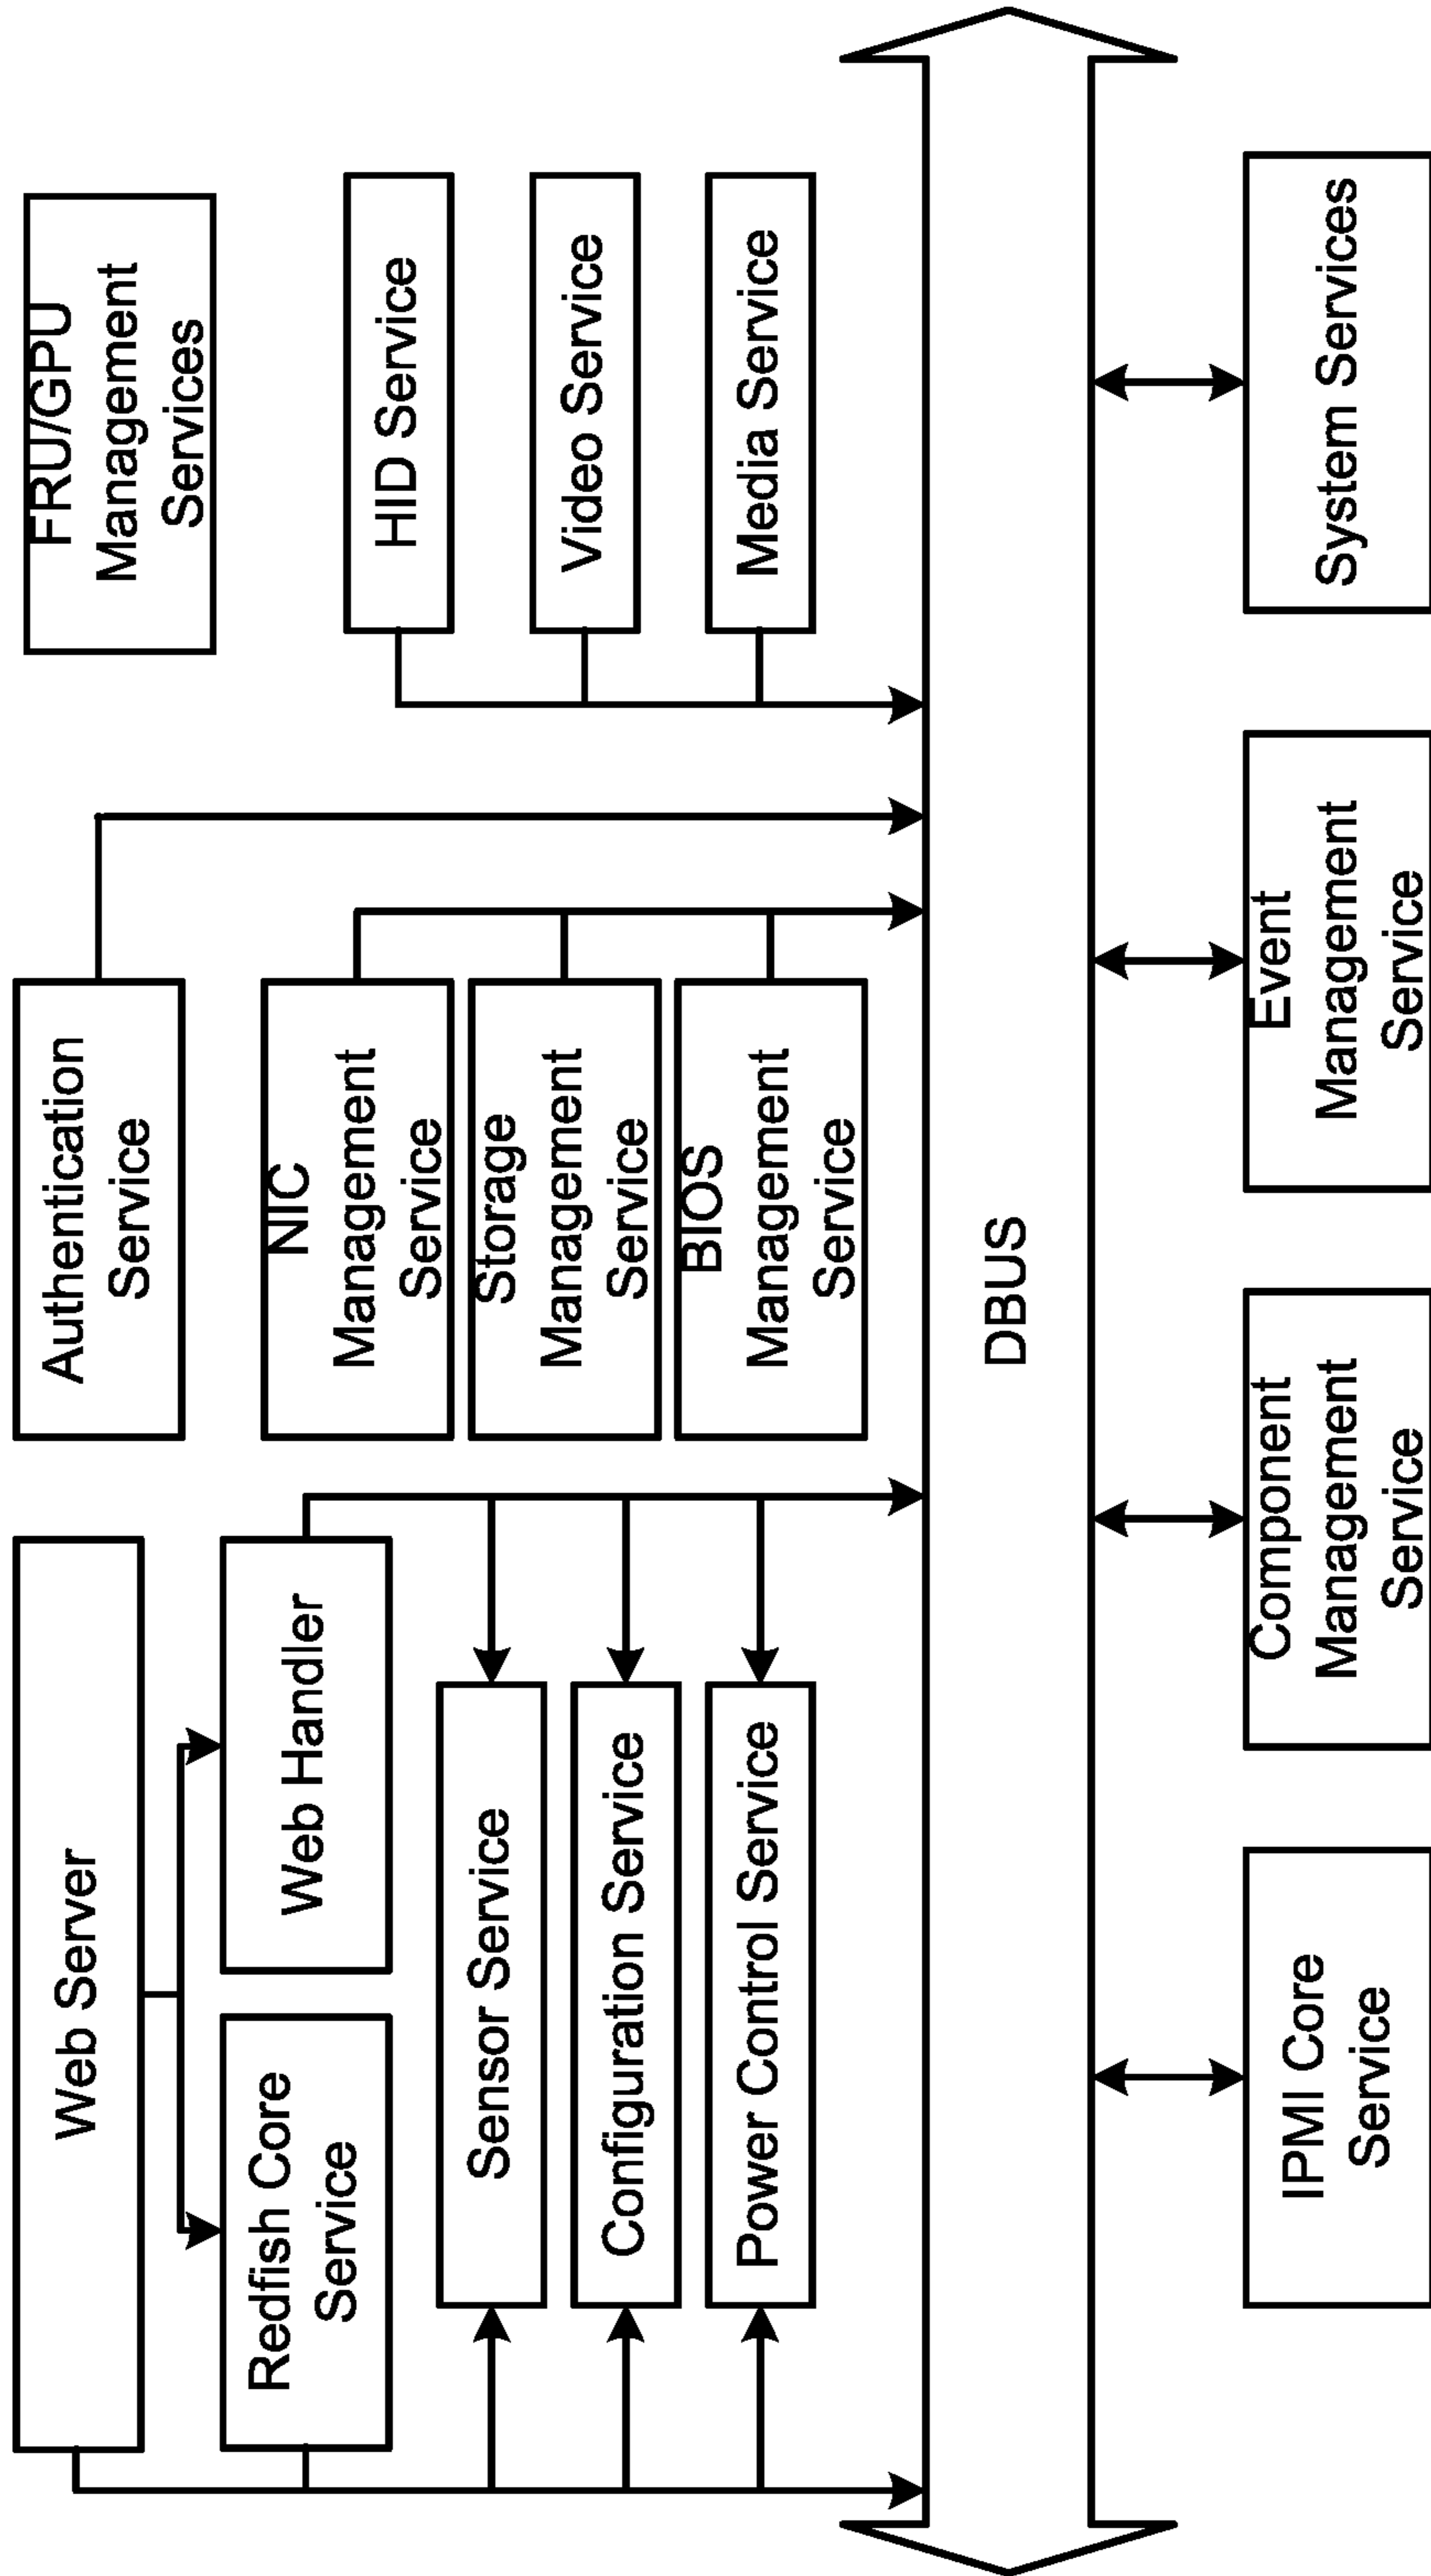 Web Server
Redfish Core
Service
Web Handler
Sensor Service
Configuration Service
Power Control Service
Authentication
Service
NIC
Management
Service
Storage
Management
Service
BIOS
Management
Service
FRU/GPU
Management
Services
HID Service
Video Service
Media Service
DBUS
IPMI Core
Service
Component
Management
Service
Event
Management
Service
System Services